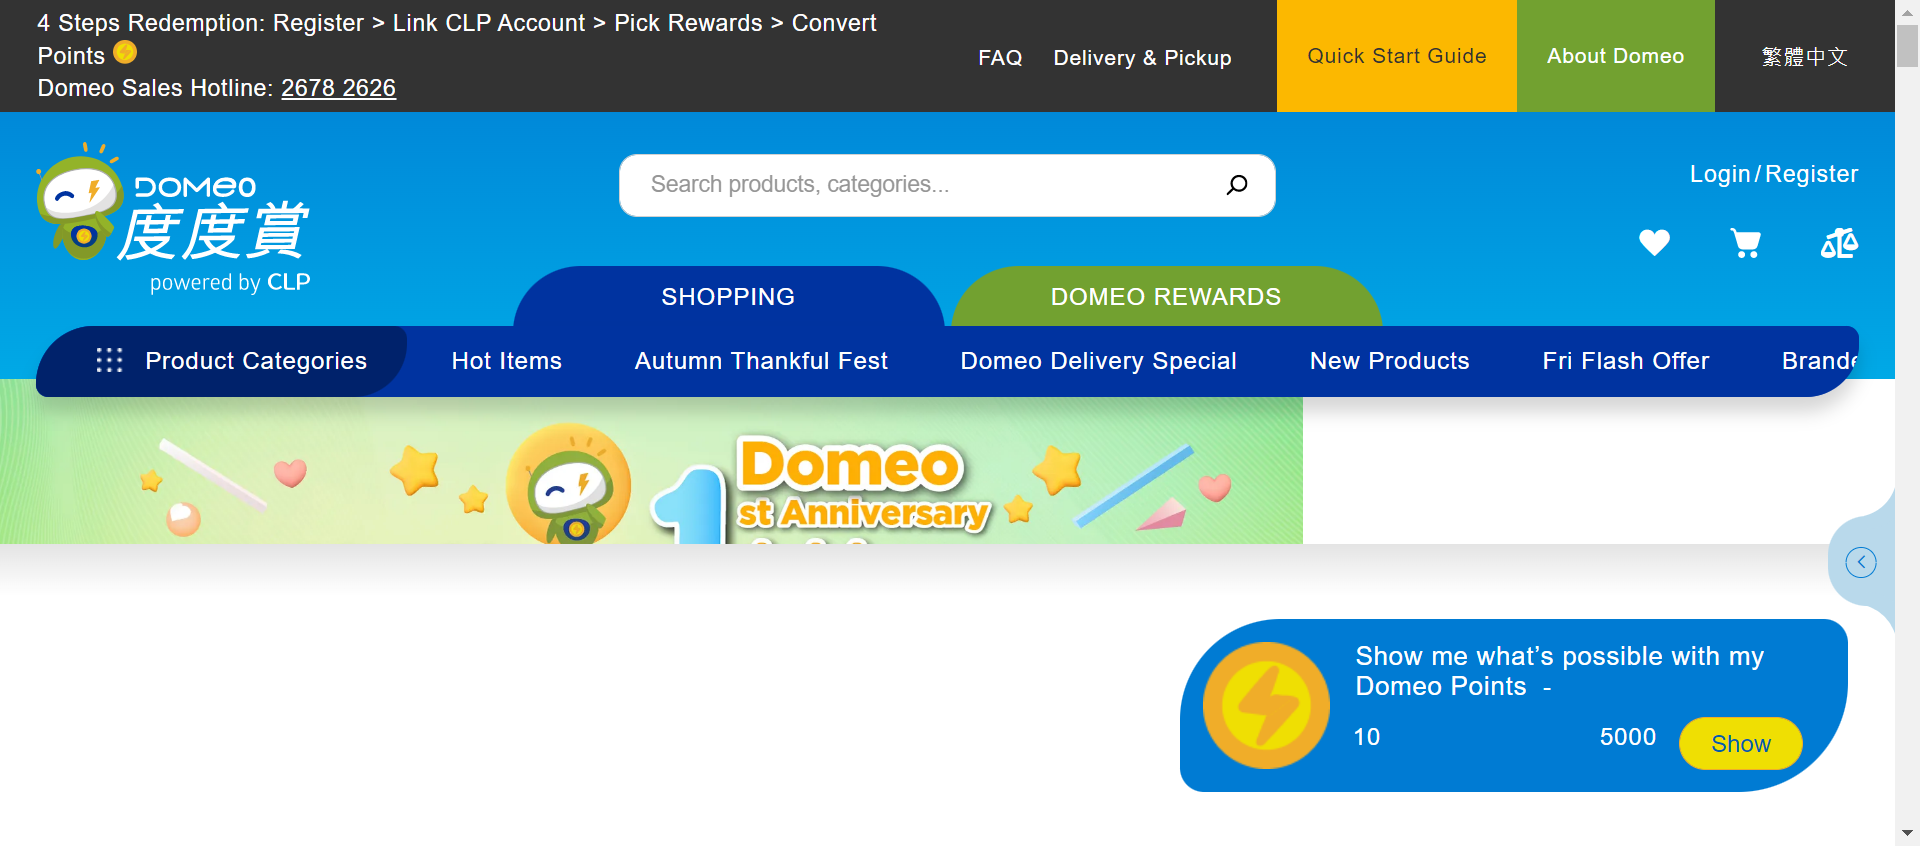 4 Steps Redemption: Register > Link CLP Account > Pick Rewards > Convert
Points
Domeo Sales Hotline: 2678 2626
FAQ
Delivery & Pickup
Quick Start Guide
About Domeo
繁體中文
DOMeO
度度賞
powered by CLP
Search products, categories...
Login/Register
SHOPPING
DOMEO REWARDS
Product Categories
Hot Items
Autumn Thankful Fest
Domeo Delivery Special
New Products
Fri Flash Offer
Brande
Domeo
1st Anniversary
Show me what’s possible with my
Domeo Points -
10
5000
Show